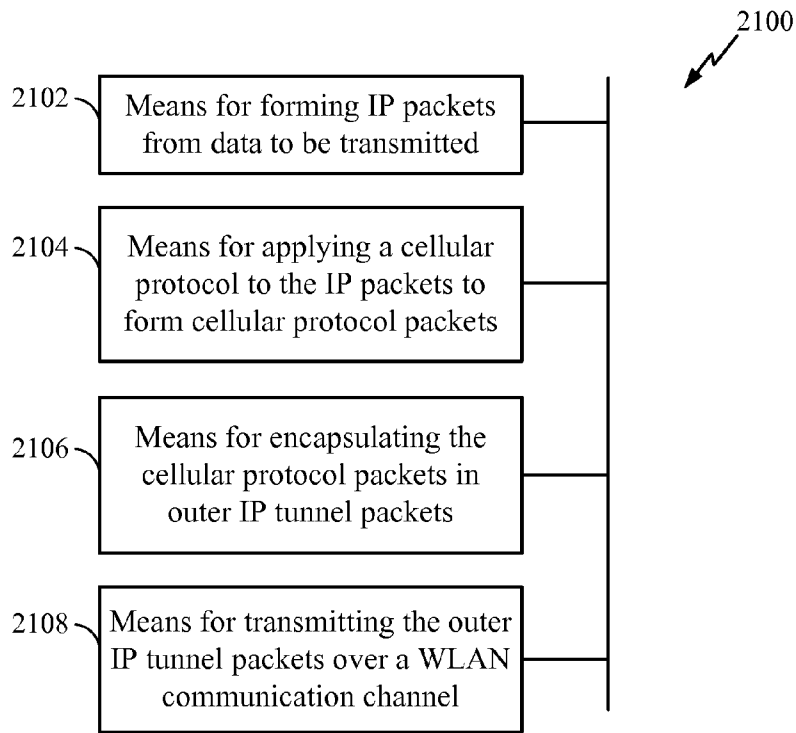 2100
2102
Means for forming IP packets
from data to be transmitted
2104
Means for applying a cellular
protocol to the IP packets to
form cellular protocol packets
2106
Means for encapsulating the
cellular protocol packets in
outer IP tunnel packets
2108
Means for transmitting the outer
IP tunnel packets over a WLAN
communication channel